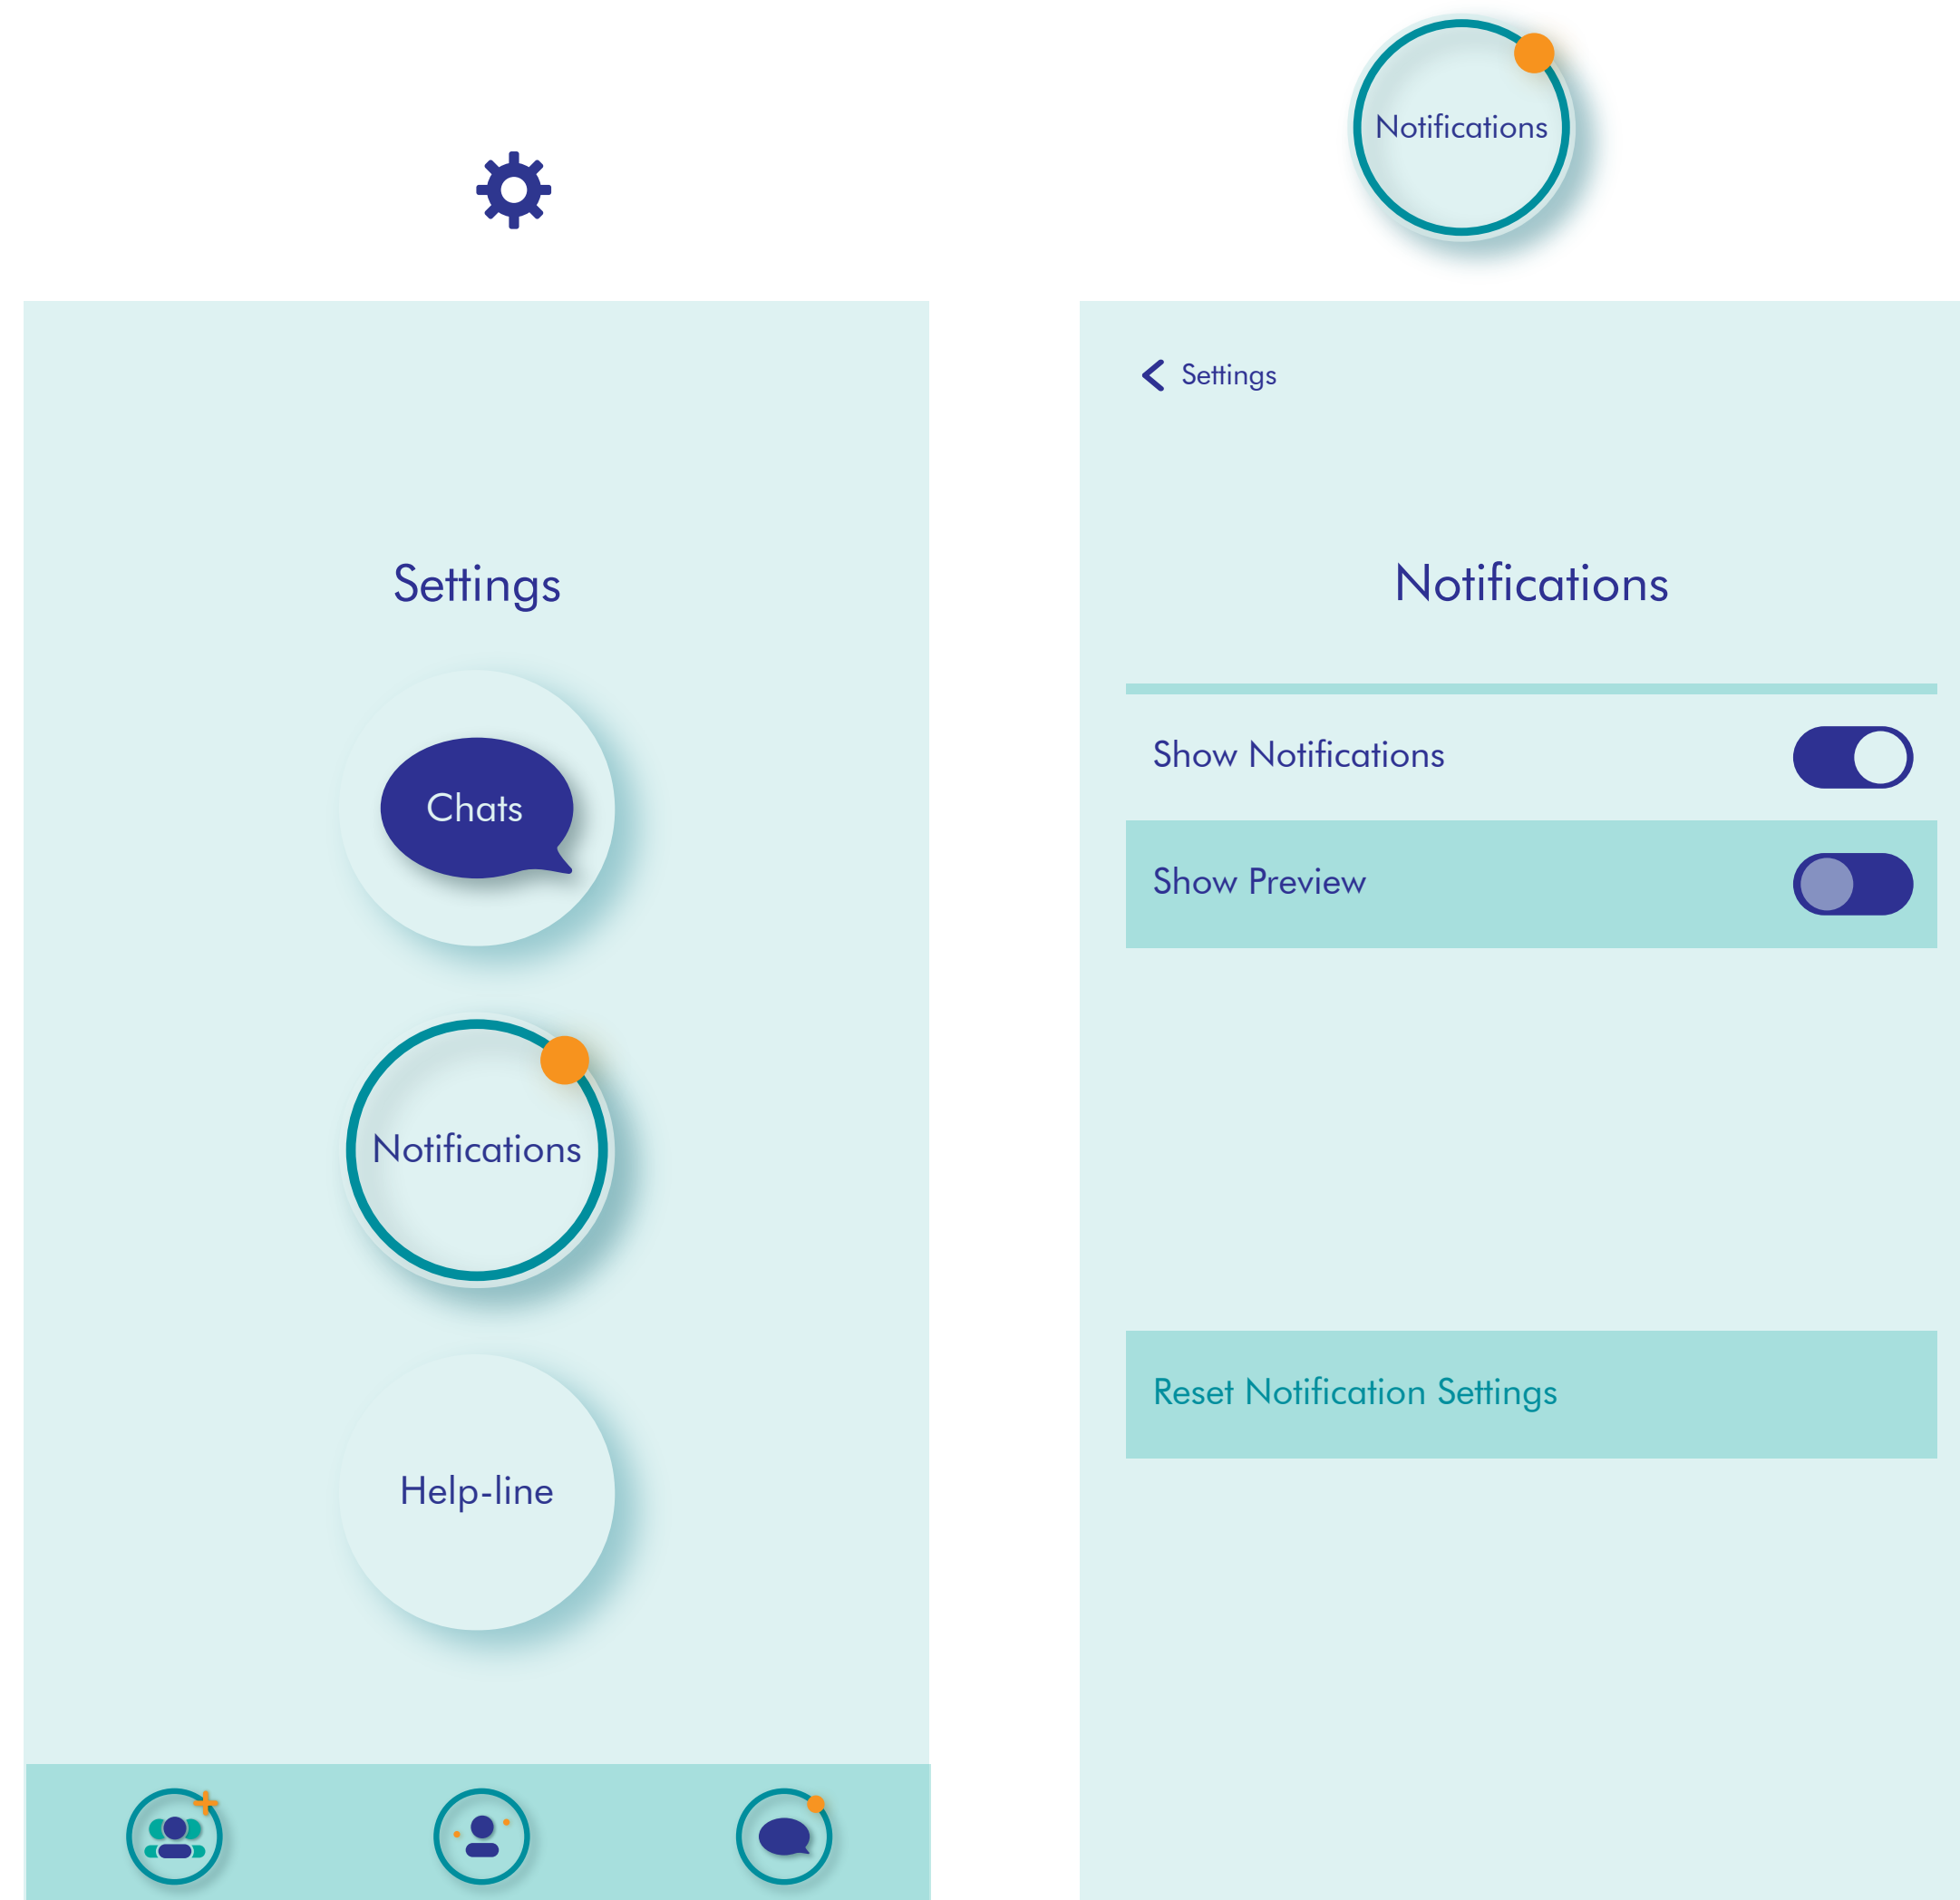 Settings
Chats
Notifications
Help-line
Notifications
Settings
Notifications
Show Notifications
Show Preview
Reset Notification Settings